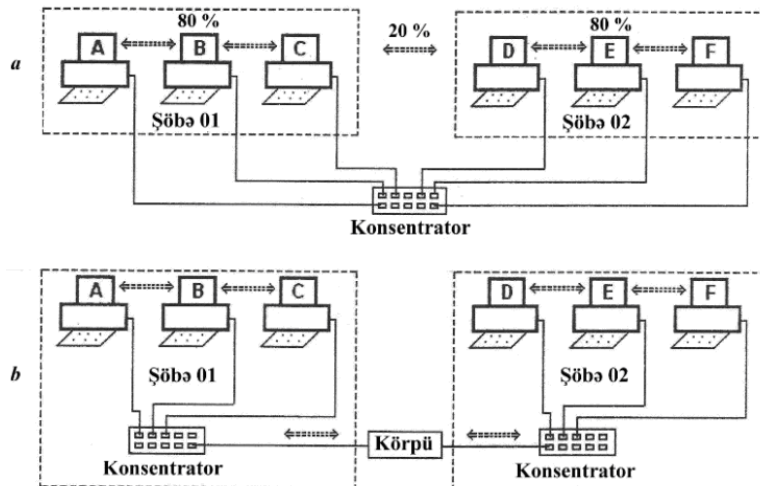 80 % 20 % 80 %
a A B C D E F
Şöbə 01 Şöbə 02
Konsentrator
A B C D E F
b Şöbə 01 Şöbə 02
Körpü
Konsentrator Konsentrator